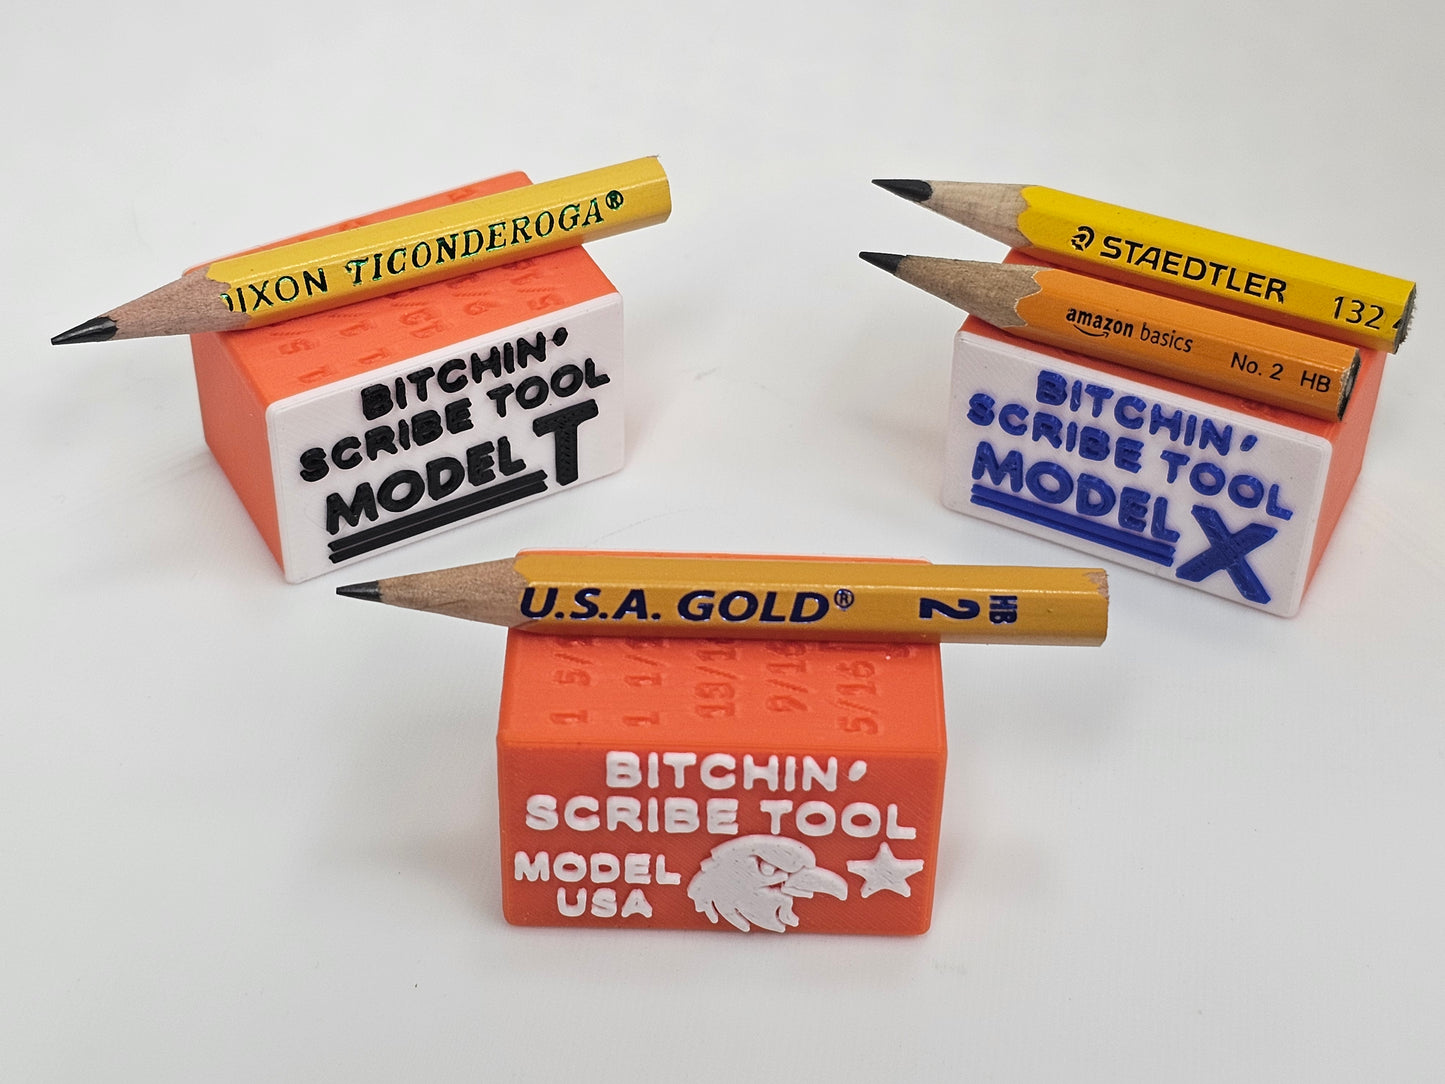 DIXON TICONDEROGA®
BITCHIN'
SCRIBE TOOL
MODEL T
STAEDTLER 132
amazon basics No. 2 HB
BITCHIN'
SCRIBE TOOL
MODEL X
U.S.A. GOLD® 2 HB
BITCHIN'
SCRIBE TOOL
MODEL
USA